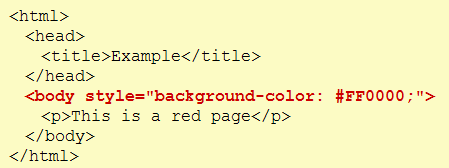 <html>
<head>
<title>Example</title>
</head>
<body style="background-color: #FF0000;">
<p>This is a red page</p>
</body>
</html>